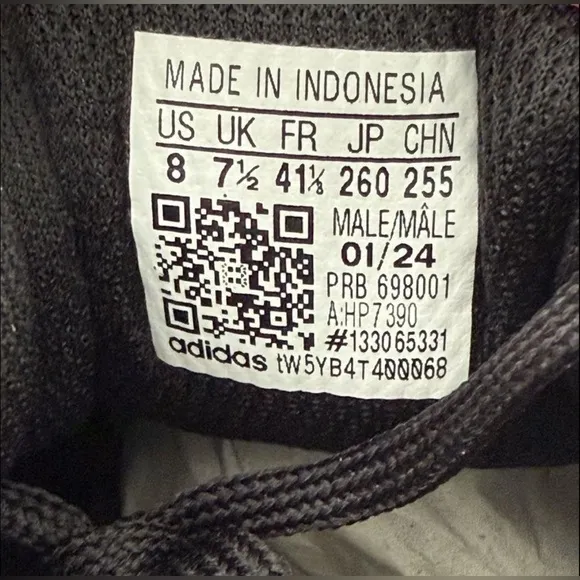 MADE IN INDONESIA
US UK FR JP CHN
8 7½ 41⅓ 260 255
MALE/MÂLE
01/24
PRB 698001
A:HP7390
#133065331
adidas tW5YB4T400068